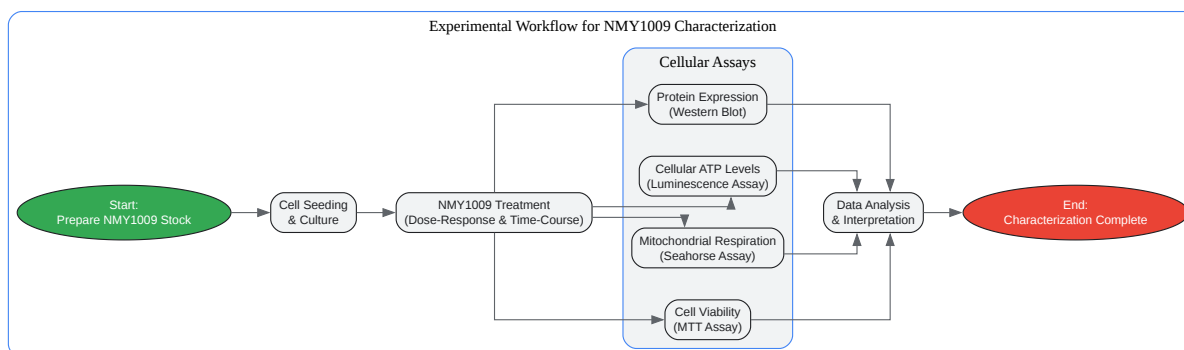 Experimental Workflow for NMY1009 Characterization
Cellular Assays
Protein Expression
(Western Blot)
Cellular ATP Levels
(Luminescence Assay)
Start:
Prepare NMY1009 Stock
Cell Seeding
& Culture
NMY1009 Treatment
(Dose-Response & Time-Course)
Mitochondrial Respiration
(Seahorse Assay)
Cell Viability
(MTT Assay)
Data Analysis
& Interpretation
End:
Characterization Complete